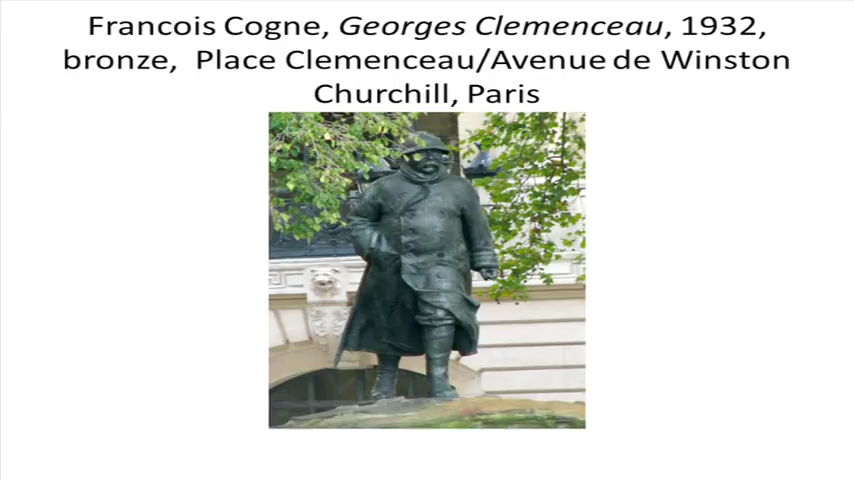 Francois Cogne, Georges Clemenceau, 1932,
bronze, Place Clemenceau/Avenue de Winston
Churchill, Paris